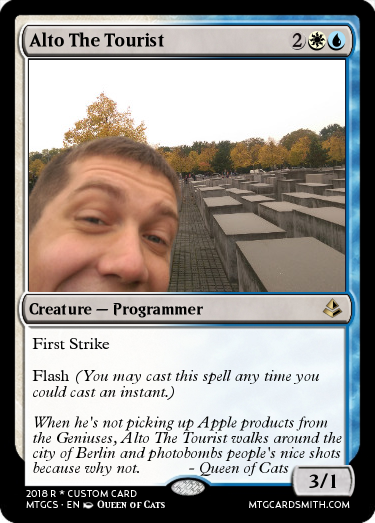 Alto The Tourist 2
Creature — Programmer
First Strike
Flash (You may cast this spell any time you
could cast an instant.)
When he's not picking up Apple products from
the Geniuses, Alto The Tourist walks around the
city of Berlin and photobombs people's nice shots
because why not. - Queen of Cats
3/1
2018 R * CUSTOM CARD
MTGCS · EN Queen of Cats
MTGCARDSMITH.COM